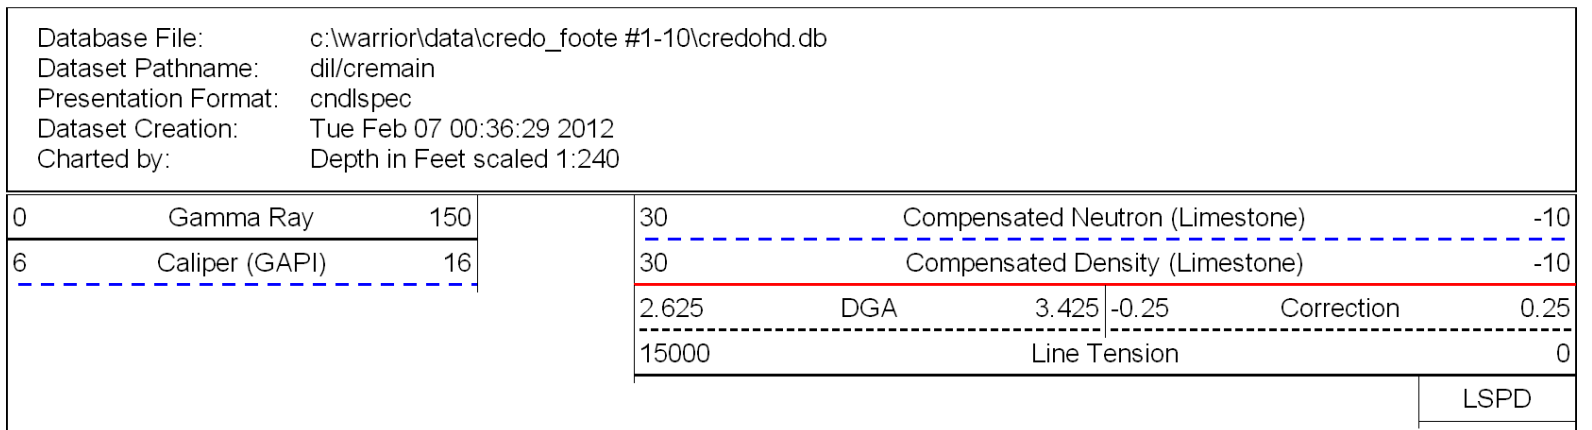 Database File: c:\warrior\data\credo_foote #1-10\credohd.db
Dataset Pathname: dil/cremain
Presentation Format: cndlspec
Dataset Creation: Tue Feb 07 00:36:29 2012
Charted by: Depth in Feet scaled 1:240
0 Gamma Ray 150 30 Compensated Neutron (Limestone) -10
6 Caliper (GAPI) 16 30 Compensated Density (Limestone) -10
2.625 DGA 3.425 -0.25 Correction 0.25
15000 Line Tension 0
LSPD